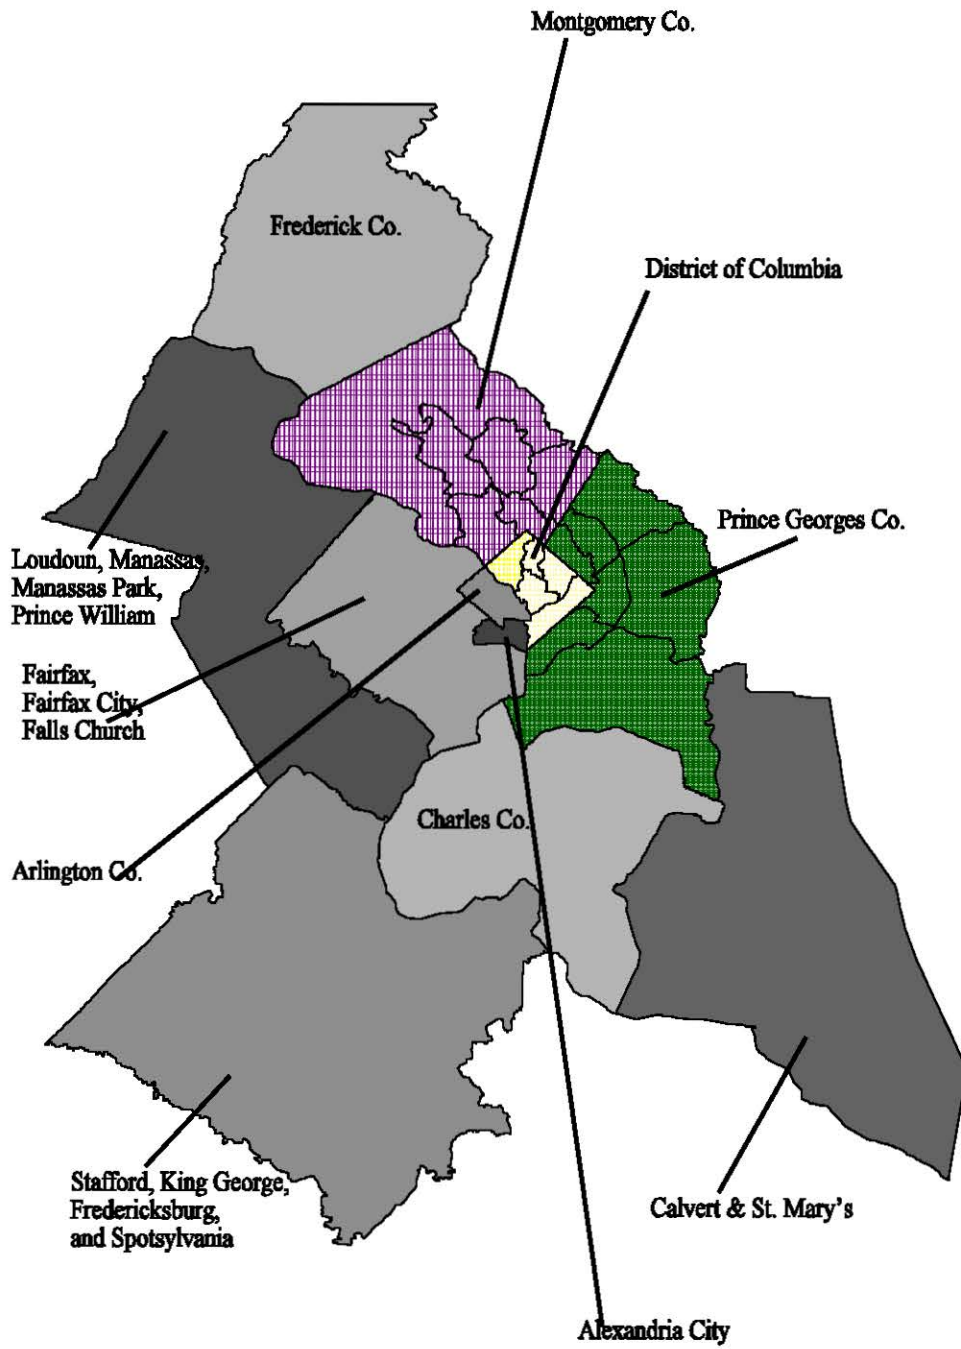 Montgomery Co.
Frederick Co.
District of Columbia
Prince Georges Co.
Loudoun, Manassas,
Manassas Park,
Prince William
Fairfax,
Fairfax City,
Falls Church
Charles Co.
Arlington Co.
Stafford, King George,
Fredericksburg,
and Spotsylvania
Calvert & St. Mary's
Alexandria City